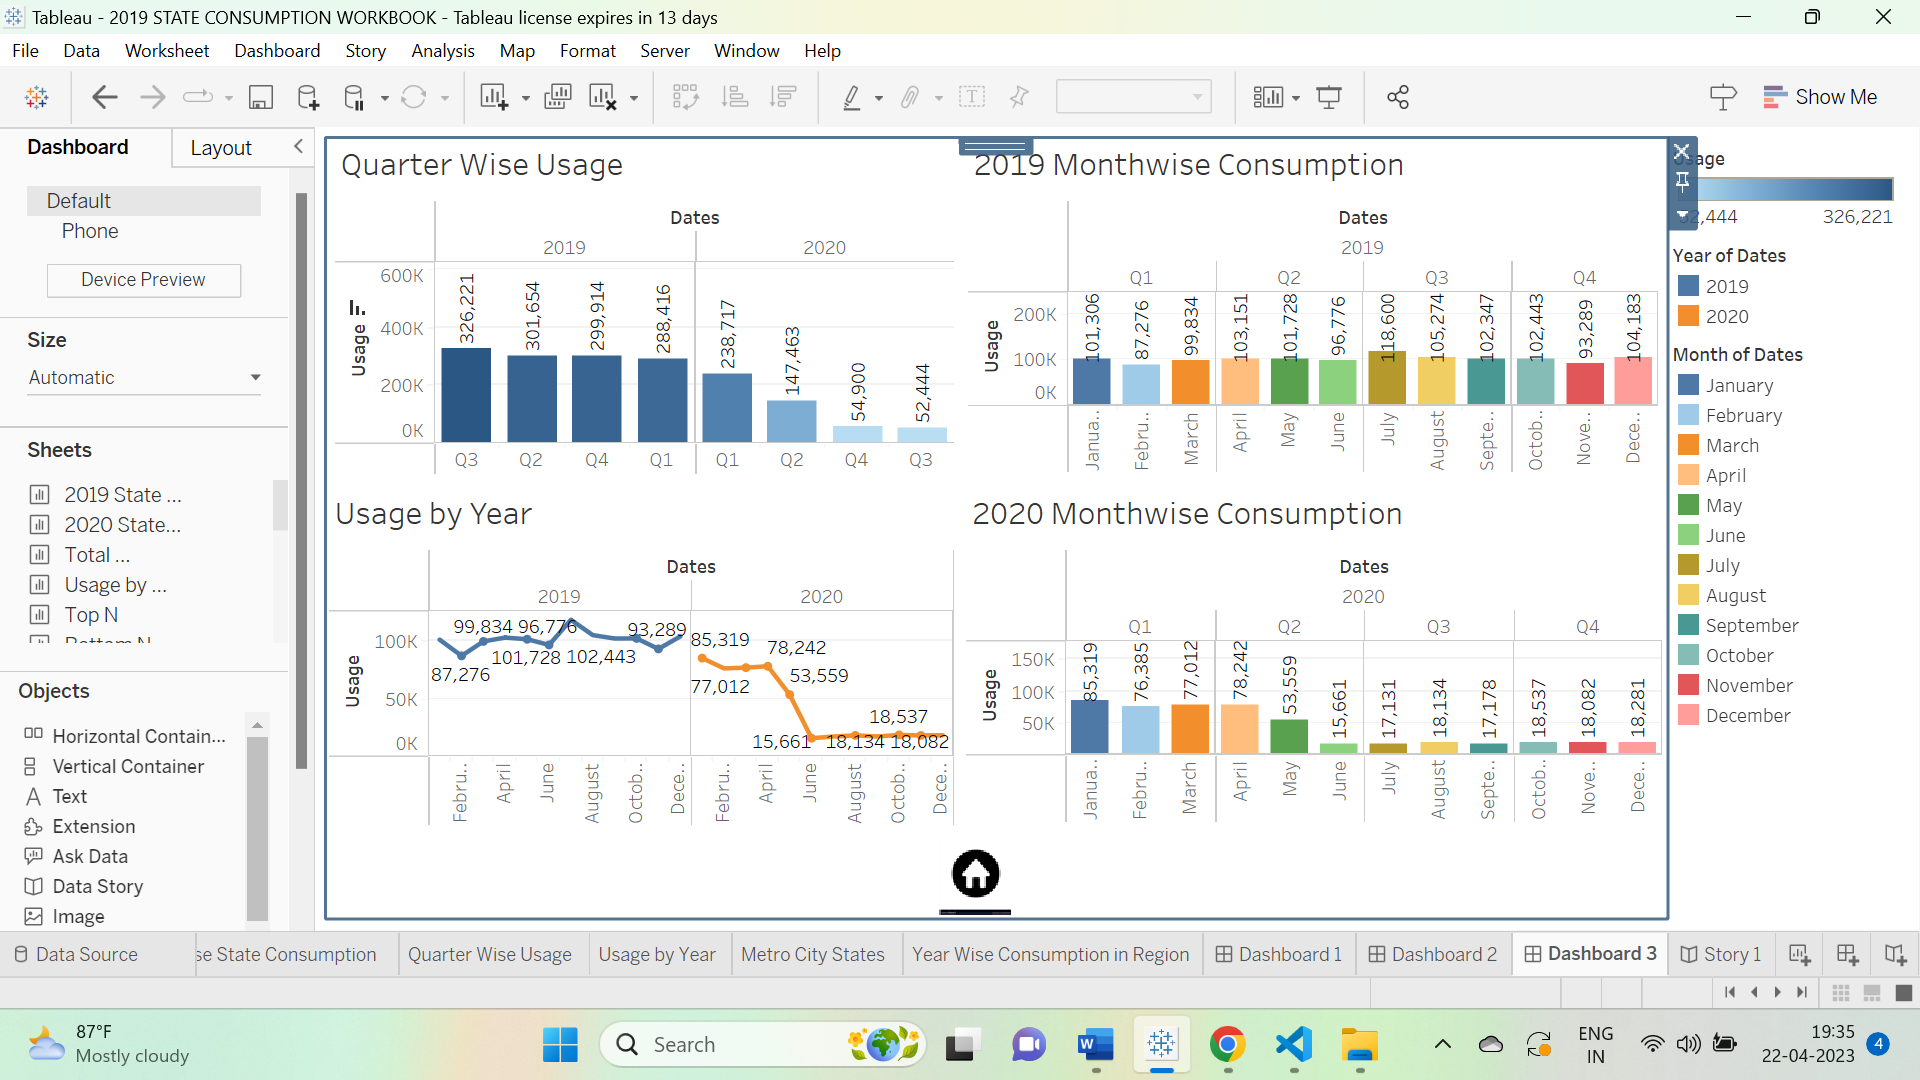 Tableau - 2019 STATE CONSUMPTION WORKBOOK - Tableau license expires in 13 days
File Data Worksheet Dashboard Story Analysis Map Format Server Window Help
Show Me
Dashboard Layout
Default
Phone
Device Preview
Size
Automatic
Sheets
2019 State ...
2020 State...
Total ...
Usage by ...
Top N
Bottom N
Objects
Horizontal Contain...
Vertical Container
Text
Extension
Ask Data
Data Story
Image
Quarter Wise Usage
Dates
2019 2020
Usage
600K
400K
200K
0K
326,221 301,654 299,914 288,416 238,717 147,463 54,900 52,444
Q3 Q2 Q4 Q1 Q1 Q2 Q4 Q3
2019 Monthwise Consumption
Dates
2019
Q1 Q2 Q3 Q4
Usage
200K
100K
0K
101,306 87,276 99,834 103,151 101,728 96,776 118,600 105,274 102,347 102,443 93,289 104,183
Janua.. Febru.. March April May June July August Septe.. Octob.. Nove.. Dece..
Usage by Year
Dates
2019 2020
Usage
100K
50K
0K
99,834 96,776 93,289
87,276 101,728 102,443
85,319 78,242
77,012 53,559
18,537
15,661 18,134 18,082
Febru.. April June August Octob.. Dece.. Febru.. April June August Octob.. Dece..
2020 Monthwise Consumption
Dates
2020
Q1 Q2 Q3 Q4
Usage
150K
100K
50K
85,319 76,385 77,012 78,242 53,559 15,661 17,131 18,134 17,178 18,537 18,082 18,281
Janua.. Febru.. March April May June July August Septe.. Octob.. Nove.. Dece..
Usage
52,444 326,221
Year of Dates
2019
2020
Month of Dates
January
February
March
April
May
June
July
August
September
October
November
December
Data Source se State Consumption Quarter Wise Usage Usage by Year Metro City States Year Wise Consumption in Region Dashboard 1 Dashboard 2 Dashboard 3 Story 1
87°F
Mostly cloudy
Search
ENG
IN
19:35
22-04-2023
4